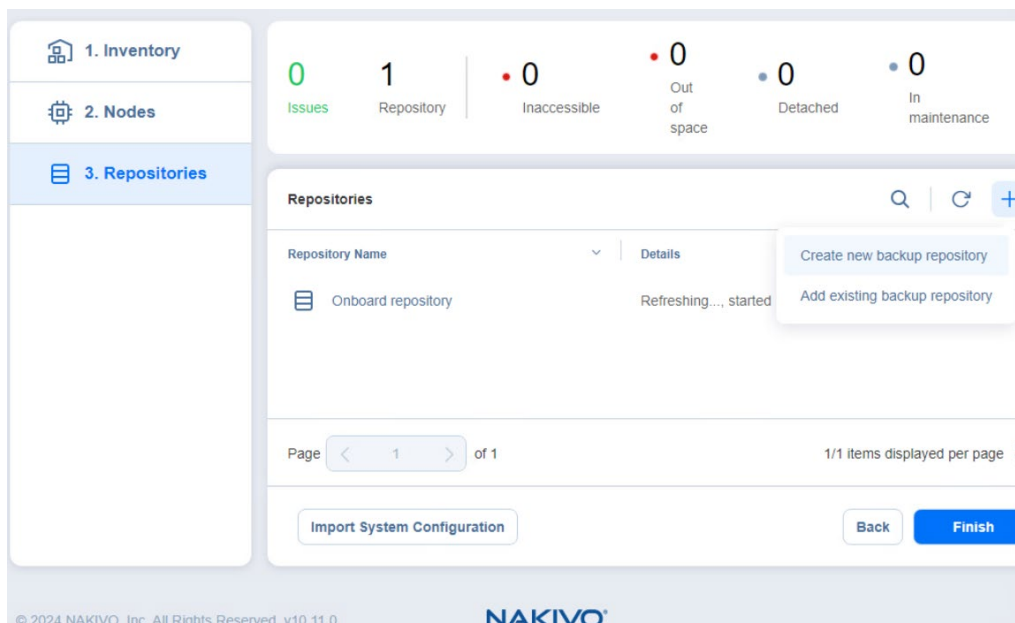 1. Inventory
2. Nodes
3. Repositories
0
Issues
1
Repository
0
Inaccessible
0
Out
of
space
0
Detached
0
In
maintenance
Repositories
Repository Name
Details
Create new backup repository
Add existing backup repository
Onboard repository
Refreshing..., started
Page
1
of 1
1/1 items displayed per page
Import System Configuration
Back
Finish
© 2024 NAKIVO, Inc. All Rights Reserved. v10.11.0
NAKIVO®